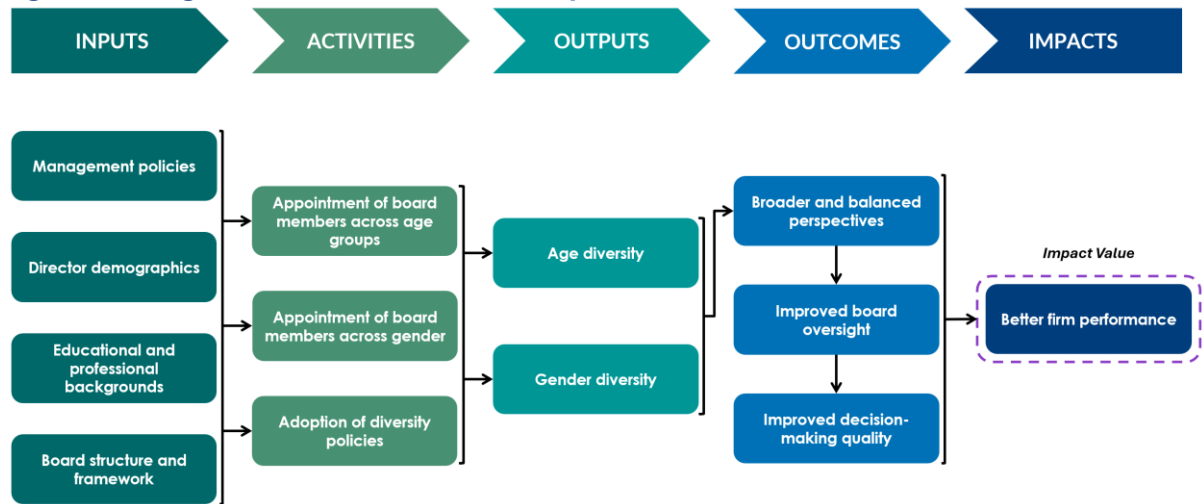 INPUTS
ACTIVITIES
OUTPUTS
OUTCOMES
IMPACTS
Management policies
Director demographics
Educational and
professional
backgrounds
Board structure and
framework
Appointment of board
members across age
groups
Appointment of board
members across gender
Adoption of diversity
policies
Age diversity
Gender diversity
Broader and balanced
perspectives
Improved board
oversight
Improved decision-
making quality
Impact Value
Better firm performance